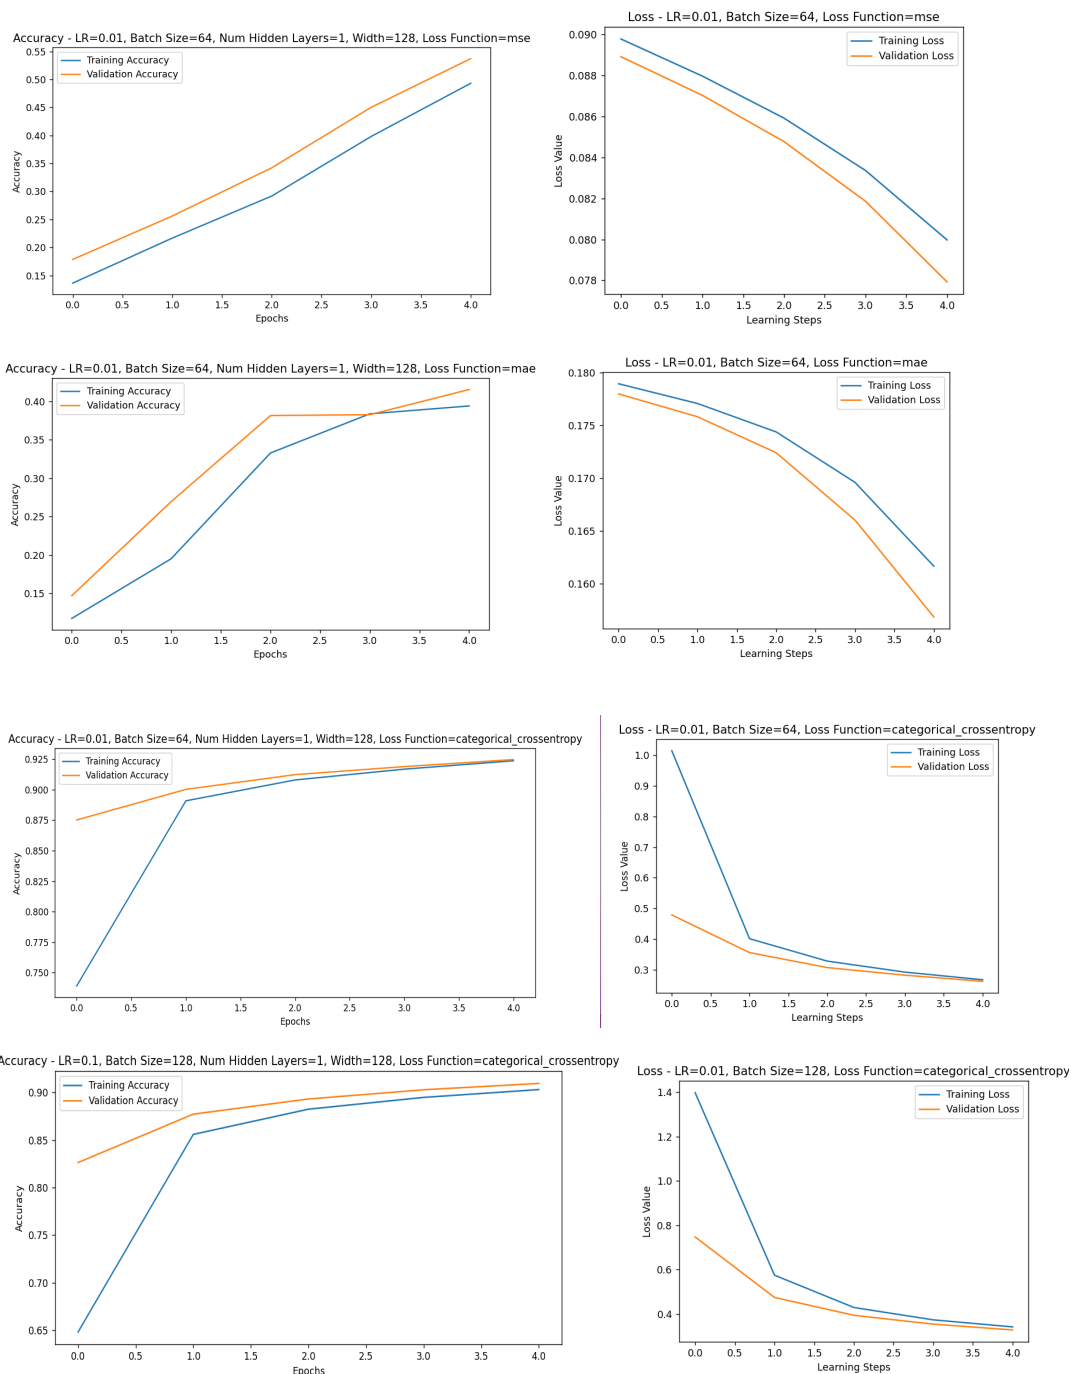 Accuracy - LR=0.01, Batch Size=64, Num Hidden Layers=1, Width=128, Loss Function=mse
Training Accuracy
Validation Accuracy
0.55
0.50
0.45
0.40
0.35
0.30
0.25
0.20
0.15
Accuracy
0.0 0.5 1.0 1.5 2.0 2.5 3.0 3.5 4.0
Epochs
Loss - LR=0.01, Batch Size=64, Loss Function=mse
Training Loss
Validation Loss
0.090
0.088
0.086
0.084
0.082
0.080
0.078
Loss Value
0.0 0.5 1.0 1.5 2.0 2.5 3.0 3.5 4.0
Learning Steps
Accuracy - LR=0.01, Batch Size=64, Num Hidden Layers=1, Width=128, Loss Function=mae
Training Accuracy
Validation Accuracy
0.40
0.35
0.30
0.25
0.20
0.15
Accuracy
0.0 0.5 1.0 1.5 2.0 2.5 3.0 3.5 4.0
Epochs
Loss - LR=0.01, Batch Size=64, Loss Function=mae
Training Loss
Validation Loss
0.180
0.175
0.170
0.165
0.160
Loss Value
0.0 0.5 1.0 1.5 2.0 2.5 3.0 3.5 4.0
Learning Steps
Accuracy - LR=0.01, Batch Size=64, Num Hidden Layers=1, Width=128, Loss Function=categorical_crossentropy
Training Accuracy
Validation Accuracy
0.925
0.900
0.875
0.850
0.825
0.800
0.775
0.750
Accuracy
0.0 0.5 1.0 1.5 2.0 2.5 3.0 3.5 4.0
Epochs
Loss - LR=0.01, Batch Size=64, Loss Function=categorical_crossentropy
Training Loss
Validation Loss
1.0
0.9
0.8
0.7
0.6
0.5
0.4
0.3
Loss Value
0.0 0.5 1.0 1.5 2.0 2.5 3.0 3.5 4.0
Learning Steps
Accuracy - LR=0.1, Batch Size=128, Num Hidden Layers=1, Width=128, Loss Function=categorical_crossentropy
Training Accuracy
Validation Accuracy
0.90
0.85
0.80
0.75
0.70
0.65
Accuracy
0.0 0.5 1.0 1.5 2.0 2.5 3.0 3.5 4.0
Epochs
Loss - LR=0.01, Batch Size=128, Loss Function=categorical_crossentropy
Training Loss
Validation Loss
1.4
1.2
1.0
0.8
0.6
0.4
Loss Value
0.0 0.5 1.0 1.5 2.0 2.5 3.0 3.5 4.0
Learning Steps